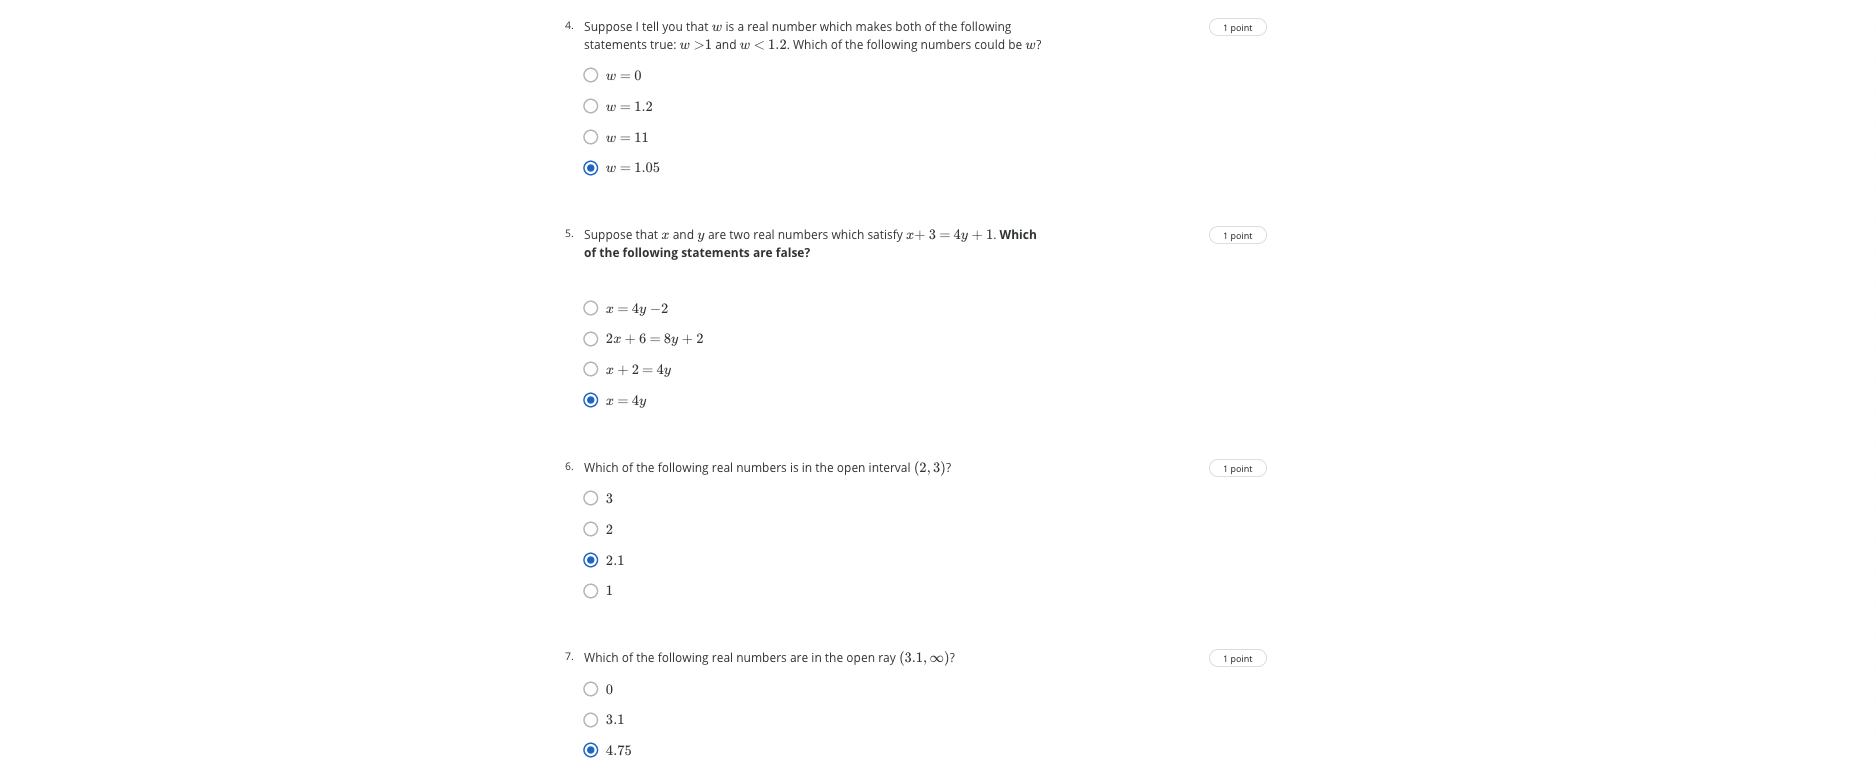 4. Suppose I tell you that w is a real number which makes both of the following 1 point
statements true: w >1 and w < 1.2. Which of the following numbers could be w?
w = 0
w = 1.2
w = 11
w = 1.05
5. Suppose that x and y are two real numbers which satisfy x+ 3 = 4y + 1. Which 1 point
of the following statements are false?
x = 4y −2
2x + 6 = 8y + 2
x + 2 = 4y
x = 4y
6. Which of the following real numbers is in the open interval (2, 3)? 1 point
3
2
2.1
1
7. Which of the following real numbers are in the open ray (3.1, ∞)? 1 point
0
3.1
4.75